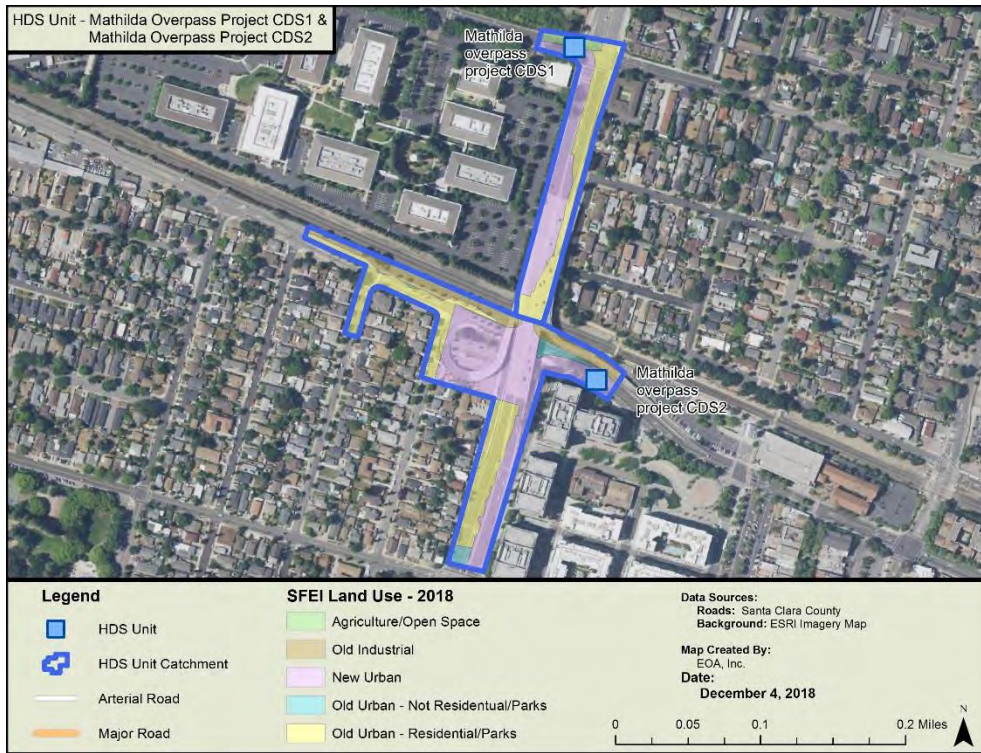 HDS Unit - Mathilda Overpass Project CDS1 &
Mathilda Overpass Project CDS2
Mathilda
overpass
project CDS1
Mathilda
overpass
project CDS2
Legend
HDS Unit
HDS Unit Catchment
Arterial Road
Major Road
SFEI Land Use - 2018
Agriculture/Open Space
Old Industrial
New Urban
Old Urban - Not Residental/Parks
Old Urban - Residential/Parks
Data Sources:
Roads: Santa Clara County
Background: ESRI Imagery Map
Map Created By:
EOA, Inc.
Date:
December 4, 2018
0 0.05 0.1 0.2 Miles
N